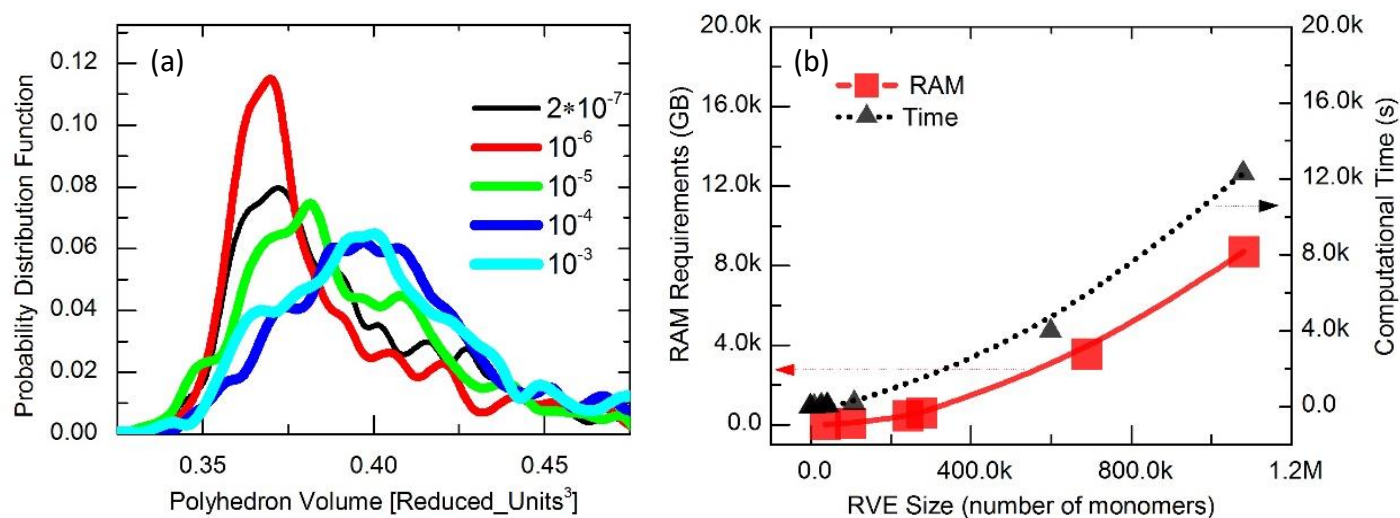 (a)
Probability Distribution Function
0.12
0.10
0.08
0.06
0.04
0.02
0.00
2*10⁻⁷
10⁻⁶
10⁻⁵
10⁻⁴
10⁻³
0.35
0.40
0.45
Polyhedron Volume [Reduced_Units³]
(b)
RAM Requirements (GB)
20.0k
16.0k
12.0k
8.0k
4.0k
0.0
RAM
Time
20.0k
16.0k
12.0k
8.0k
4.0k
0.0
Computational Time (s)
0.0
400.0k
800.0k
1.2M
RVE Size (number of monomers)